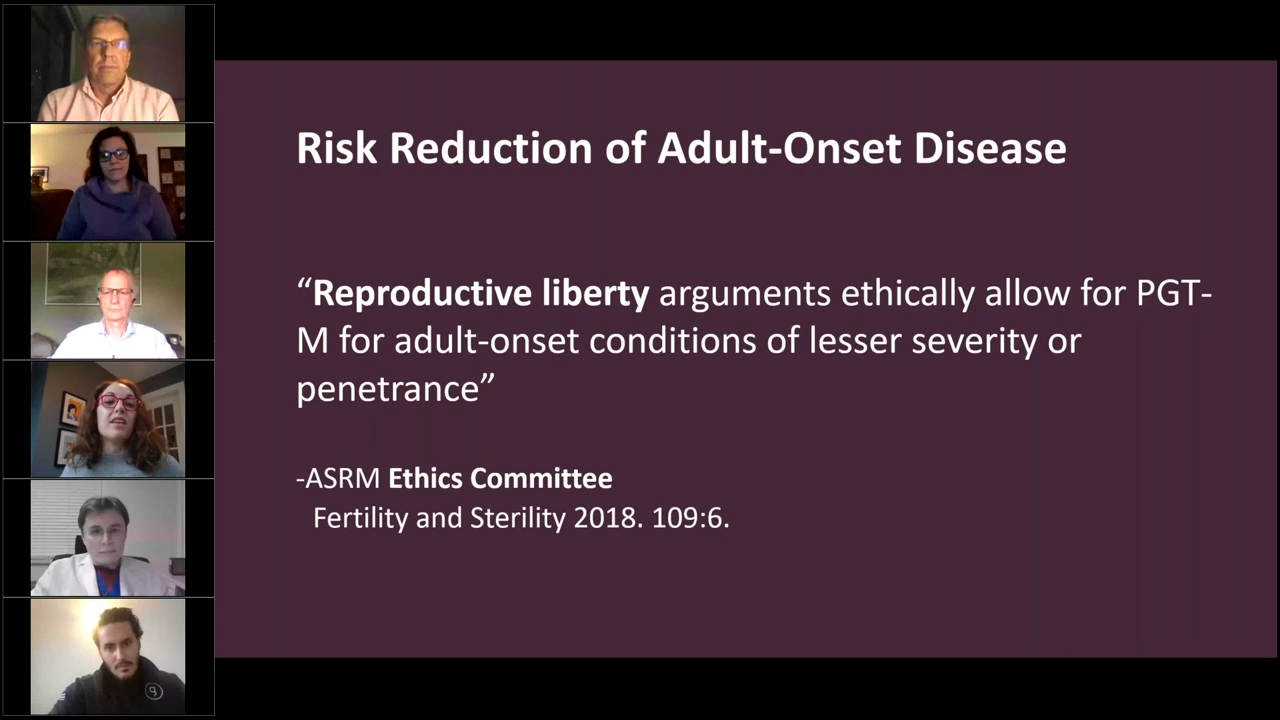 Risk Reduction of Adult-Onset Disease
“Reproductive liberty arguments ethically allow for PGT-
M for adult-onset conditions of lesser severity or
penetrance”
-ASRM Ethics Committee
Fertility and Sterility 2018. 109:6.